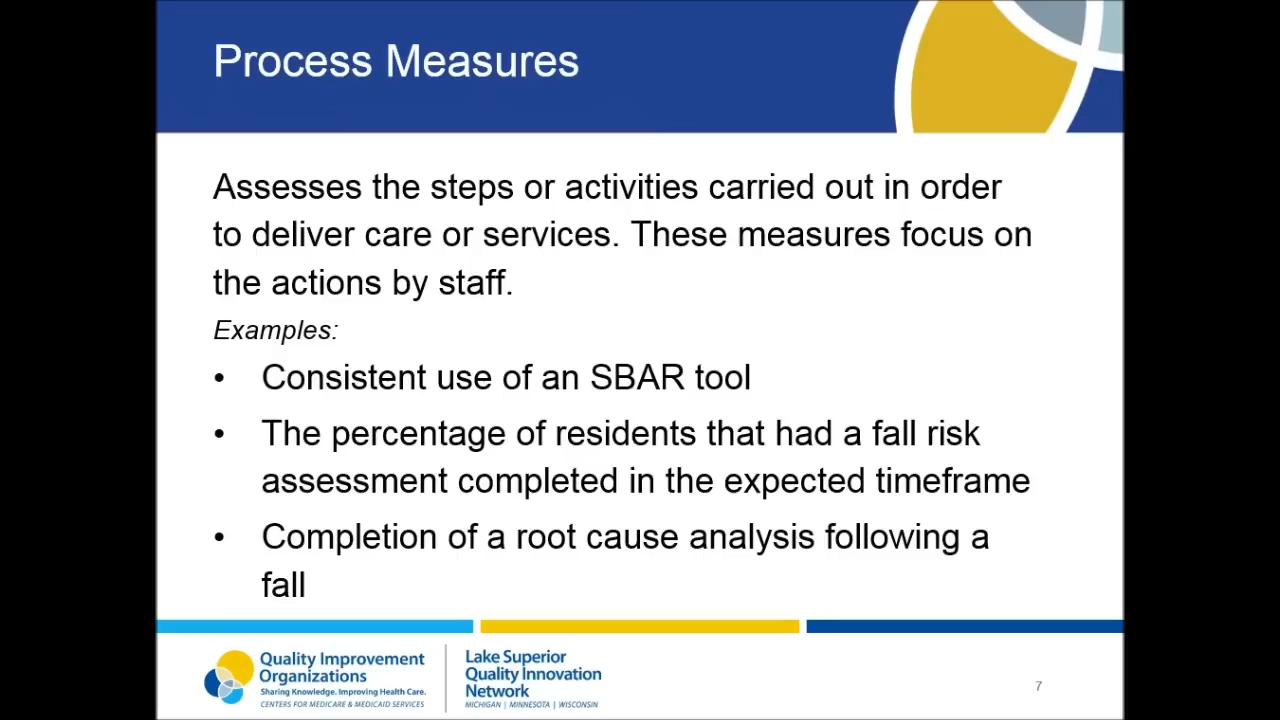 Process Measures
Assesses the steps or activities carried out in order
to deliver care or services. These measures focus on
the actions by staff.
Examples:
• Consistent use of an SBAR tool
• The percentage of residents that had a fall risk
assessment completed in the expected timeframe
• Completion of a root cause analysis following a
fall
Quality Improvement
Organizations
Sharing Knowledge. Improving Health Care.
CENTERS FOR MEDICARE & MEDICAID SERVICES
Lake Superior
Quality Innovation
Network
MICHIGAN | MINNESOTA | WISCONSIN
7